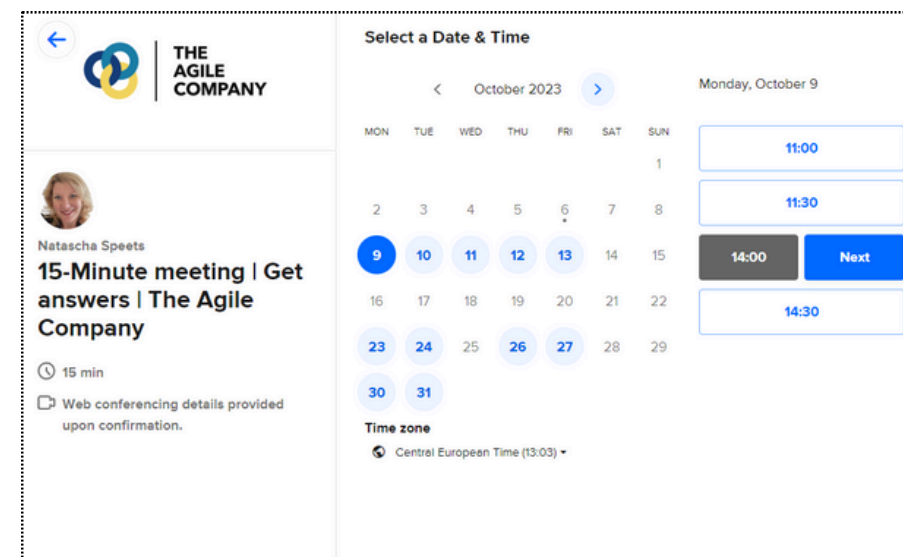 THE
AGILE
COMPANY
Natascha Speets
15-Minute meeting | Get
answers | The Agile
Company
15 min
Web conferencing details provided
upon confirmation.
Select a Date & Time
October 2023
MON TUE WED THU FRI SAT SUN
1
2 3 4 5 6 7 8
9 10 11 12 13 14 15
16 17 18 19 20 21 22
23 24 25 26 27 28 29
30 31
Time zone
Central European Time (13:03)
Monday, October 9
11:00
11:30
14:00 Next
14:30